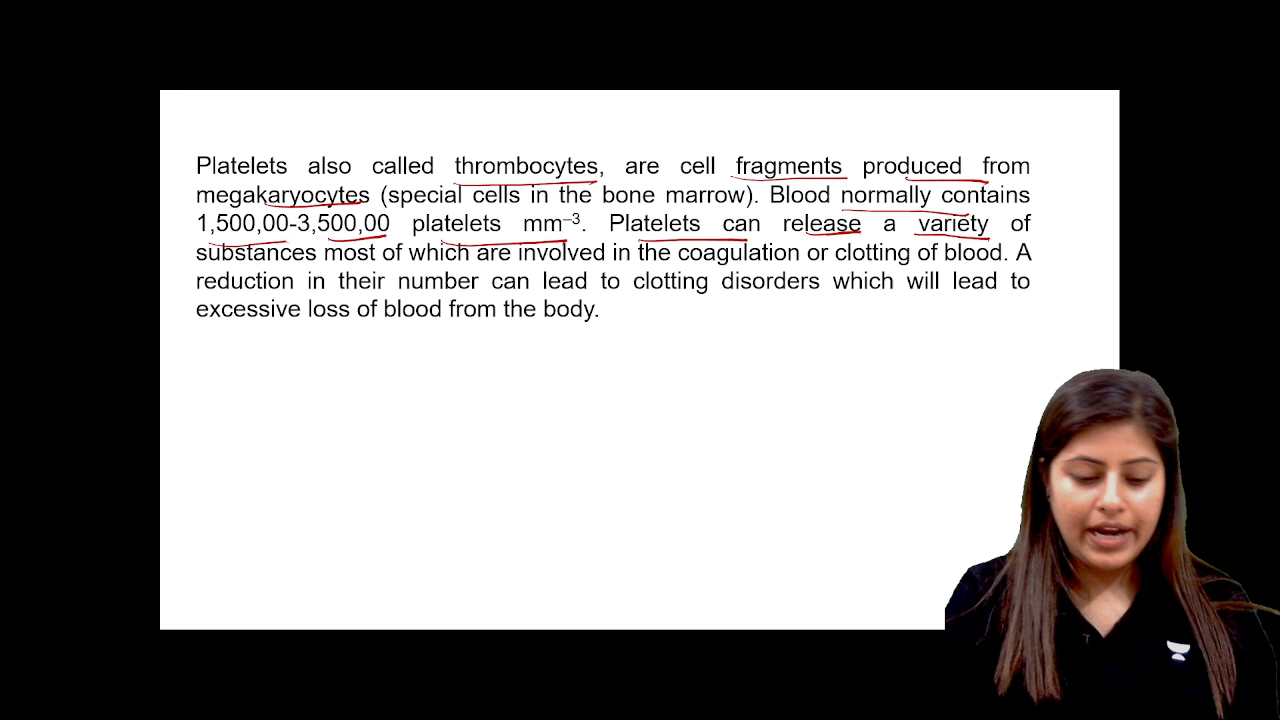 Platelets also called thrombocytes, are cell fragments produced from
megakaryocytes (special cells in the bone marrow). Blood normally contains
1,500,00-3,500,00 platelets mm⁻³. Platelets can release a variety of
substances most of which are involved in the coagulation or clotting of blood. A
reduction in their number can lead to clotting disorders which will lead to
excessive loss of blood from the body.